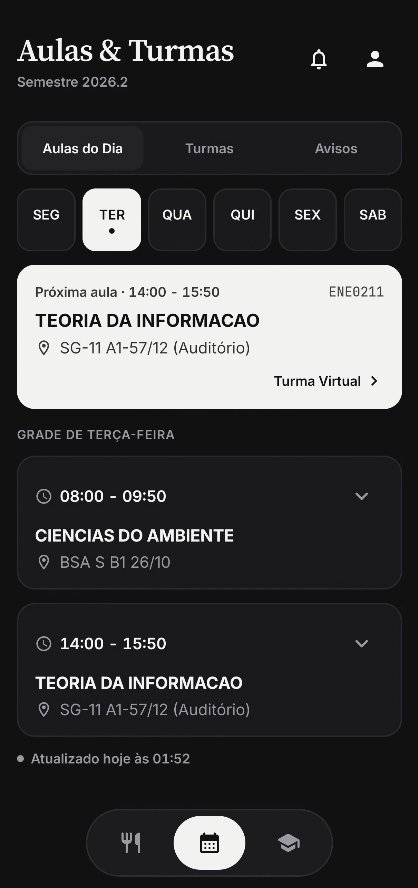 Aulas & Turmas
Semestre 2026.2
Aulas do Dia Turmas Avisos
SEG TER QUA QUI SEX SAB
Próxima aula · 14:00 - 15:50 ENE0211
TEORIA DA INFORMACAO
SG-11 A1-57/12 (Auditório)
Turma Virtual
GRADE DE TERÇA-FEIRA
08:00 - 09:50
CIENCIAS DO AMBIENTE
BSA S B1 26/10
14:00 - 15:50
TEORIA DA INFORMACAO
SG-11 A1-57/12 (Auditório)
Atualizado hoje às 01:52